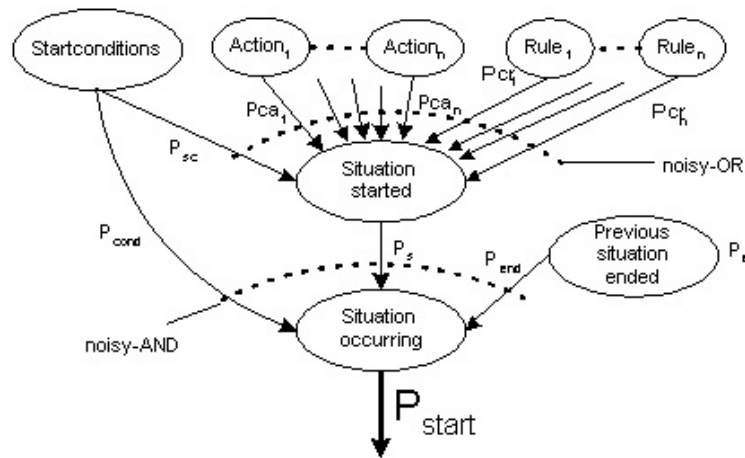 Startconditions
Action1
Actionn
Rule1
Rulen
Pca1
Pcan
Pcr1
Pcrn
Psc
noisy-OR
Situation
started
Pcond
Ps
Pend
Previous
situation
ended
noisy-AND
Situation
occurring
Pstart